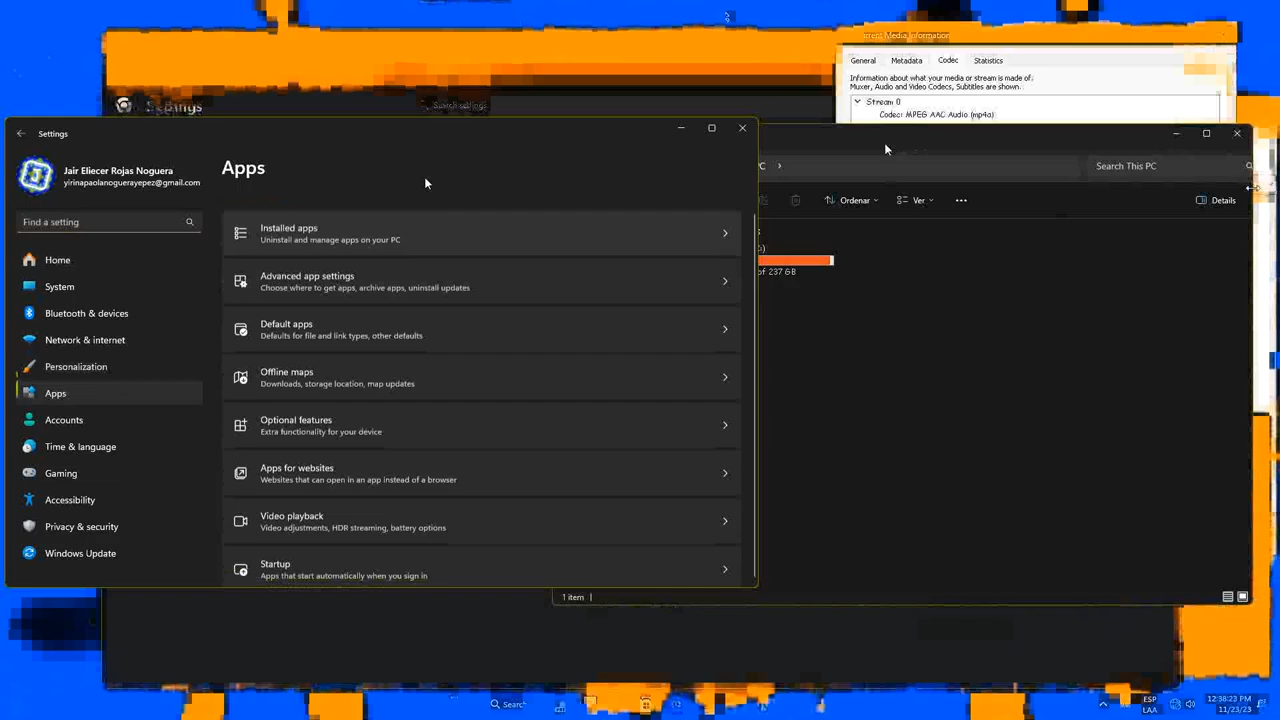 rrent Media Information
General
Metadata
Codec
Statistics
Information about what your media or stream is made of:
Muxer, Audio and Video Codecs, Subtitles are shown.
Stream 0
Codec: MPEG AAC Audio (mp4a)
Search settings
Settings
Jair Eliecer Rojas Noguera
yirinapaolanoguerayepez@gmail.com
Find a setting
Home
System
Bluetooth & devices
Network & internet
Personalization
Apps
Accounts
Time & language
Gaming
Accessibility
Privacy & security
Windows Update
Apps
Installed apps
Uninstall and manage apps on your PC
Advanced app settings
Choose where to get apps, archive apps, uninstall updates
Default apps
Defaults for file and link types, other defaults
Offline maps
Downloads, storage location, map updates
Optional features
Extra functionality for your device
Apps for websites
Websites that can open in an app instead of a browser
Video playback
Video adjustments, HDR streaming, battery options
Startup
Apps that start automatically when you sign in
PC
Search This PC
Ordenar
Ver
Details
of 237 GB
1 item
Search
ESP
LAA
12:38:23 PM
11/23/23